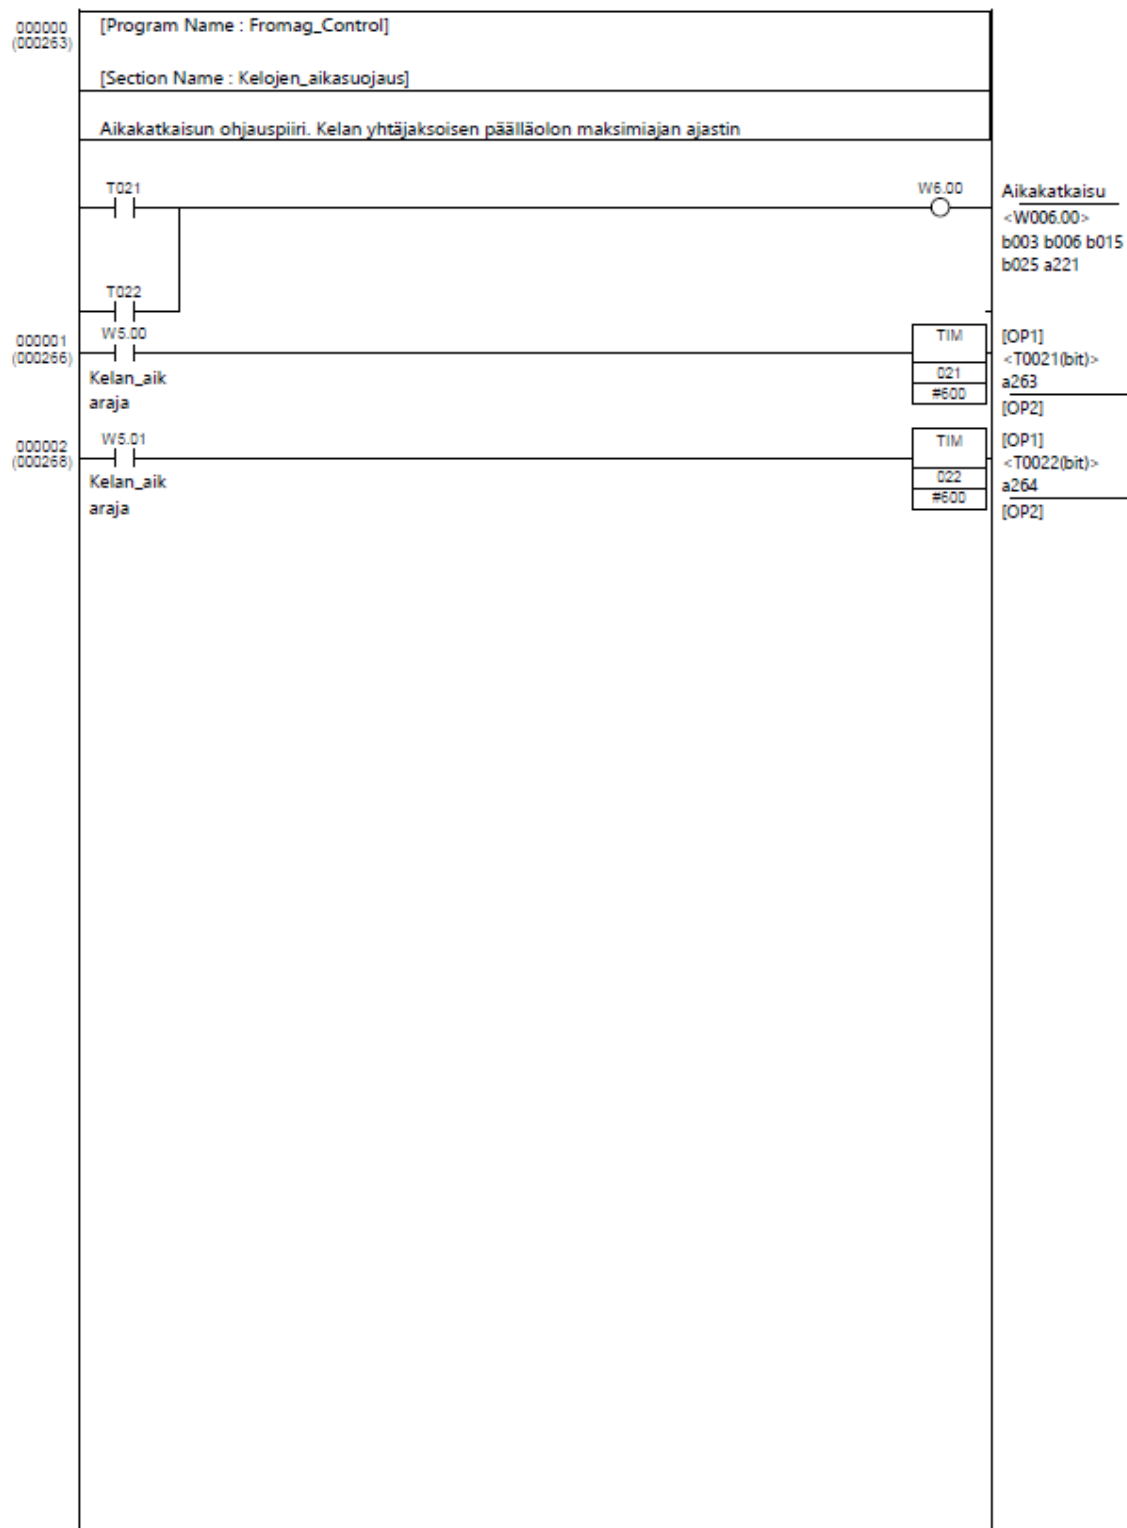 000000
(000263)
[Program Name : Fromag_Control]
[Section Name : Kelojen_aikasuojaus]
Aikakatkaisun ohjauspiiri. Kelan yhtäjaksoisen päälläolon maksimiajan ajastin
T021
W6.00
Aikakatkaisu
<W006.00>
b003 b006 b015
b025 a221
T022
000001
(000266)
W5.00
Kelan_aik
araja
TIM
021
#600
[OP1]
<T0021(bit)>
a263
[OP2]
000002
(000268)
W5.01
Kelan_aik
araja
TIM
022
#600
[OP1]
<T0022(bit)>
a264
[OP2]